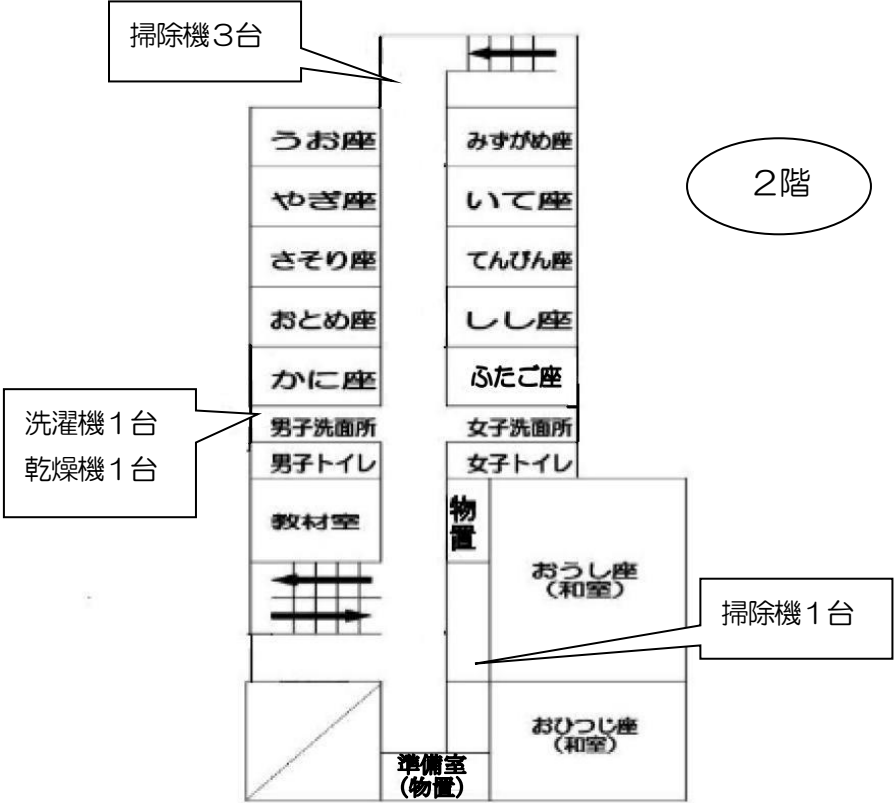 掃除機３台
うお座
みずがめ座
２階
やぎ座
いて座
さそり座
てんびん座
おとめ座
しし座
かに座
ふたご座
洗濯機１台
乾燥機１台
男子洗面所
女子洗面所
男子トイレ
女子トイレ
教材室
物置
おうし座
（和室）
掃除機１台
おひつじ座
（和室）
準備室
（物置）